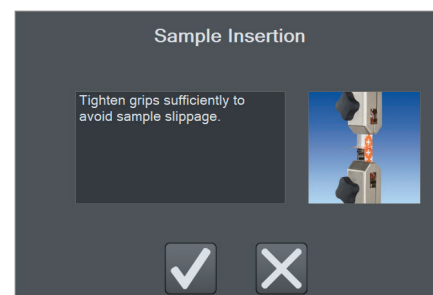 Sample Insertion
Tighten grips sufficiently to
avoid sample slippage.